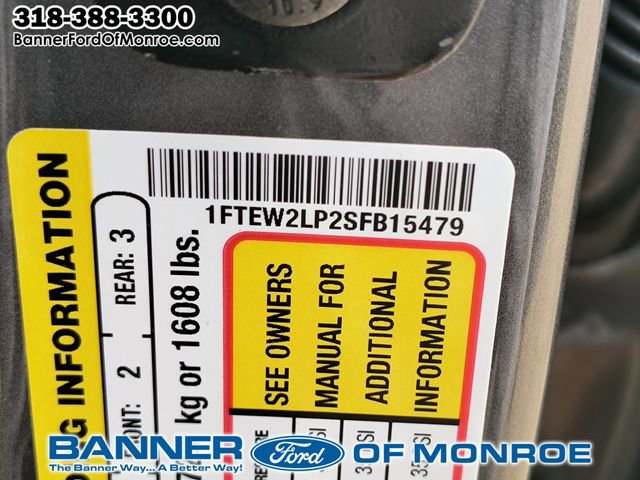 318-388-3300
BannerFordOfMonroe.com
1FTEW2LP2SFB15479
REAR: 3
2
kg or 1608 lbs.
INFORMATION
SEE OWNERS
MANUAL FOR
ADDITIONAL
INFORMATION
BANNER Ford OF MONROE
The Banner Way... A Better Way!